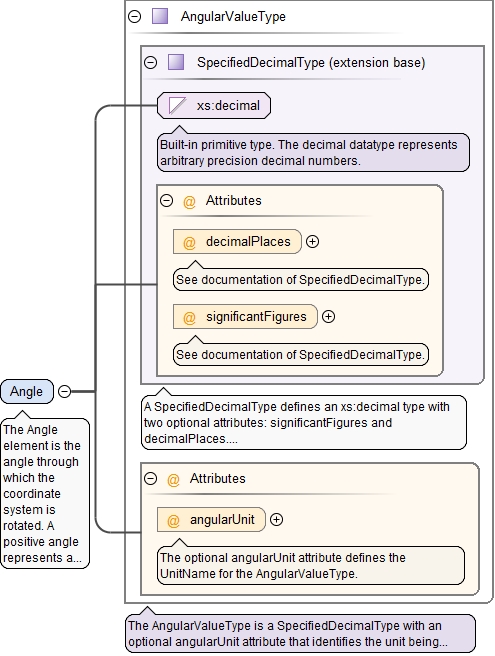 AngularValueType
SpecifiedDecimalType (extension base)
xs:decimal
Built-in primitive type. The decimal datatype represents
arbitrary precision decimal numbers.
@ Attributes
@ decimalPlaces
See documentation of SpecifiedDecimalType.
@ significantFigures
See documentation of SpecifiedDecimalType.
A SpecifiedDecimalType defines an xs:decimal type with
two optional attributes: significantFigures and
decimalPlaces....
Angle
The Angle
element is the
angle through
which the
coordinate
system is
rotated. A
positive angle
represents a...
@ Attributes
@ angularUnit
The optional angularUnit attribute defines the
UnitName for the AngularValueType.
The AngularValueType is a SpecifiedDecimalType with an
optional angularUnit attribute that identifies the unit being...